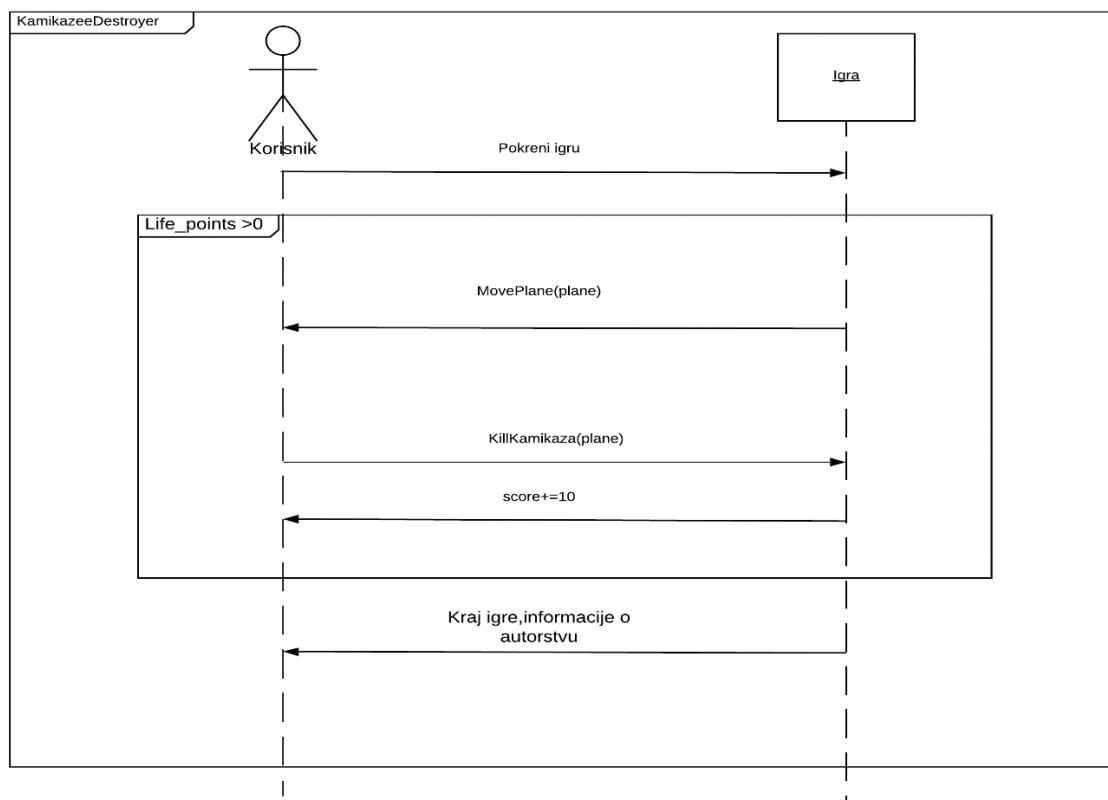 KamikazeeDestroyer
Igra
Korisnik
Pokreni igru
Life_points >0
MovePlane(plane)
KillKamikaza(plane)
score+=10
Kraj igre,informacije o
autorstvu